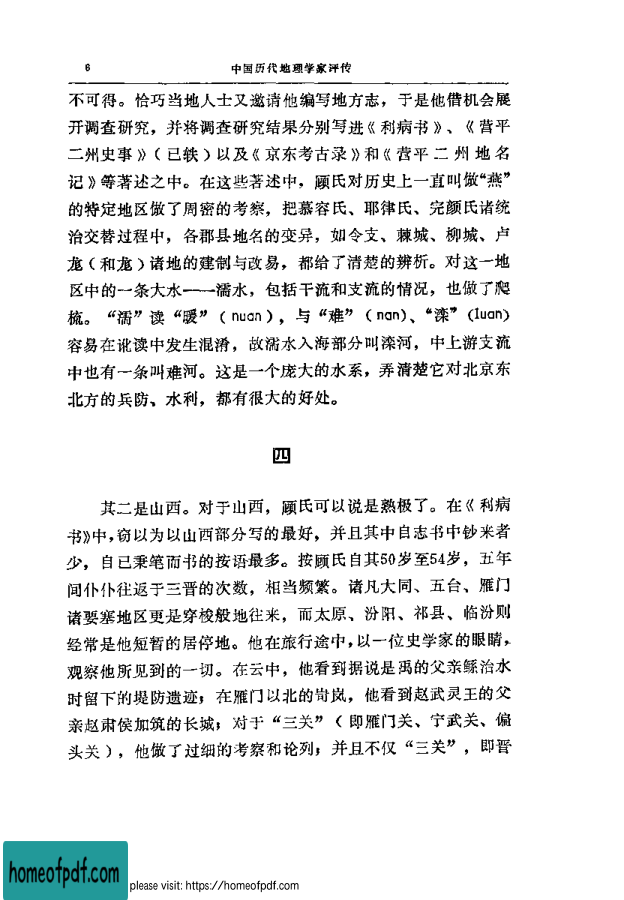 6 中国历代地理学家评传
不可得。恰巧当地人士又邀请他编写地方志，于是他借机会展
开调查研究，并将调查研究结果分别写进《利病书》、《营平
二州史事》（已轶）以及《京东考古录》和《营平二州地名
记》等著述之中。在这些著述中，顾氏对历史上一直叫做“燕”
的特定地区做了周密的考察，把慕容氏、耶律氏、完颜氏诸统
治交替过程中，各郡县地名的变异，如令支、棘城、柳城、卢
龙（和龙）诸地的建制与改易，都给了清楚的辨析。对这一地
区中的一条大水——濡水，包括干流和支流的情况，也做了爬
梳。“濡”读“暖”（nuan），与“难”（nan）、“滦”（luan）
容易在讹读中发生混淆，故濡水入海部分叫滦河，中上游支流
中也有一条叫难河。这是一个庞大的水系，弄清楚它对北京东
北方的兵防、水利，都有很大的好处。
四
其二是山西。对于山西，顾氏可以说是熟极了。在《利病
书》中，窃以为以山西部分写的最好，并且其中自志书中钞来者
少，自己秉笔而书的按语最多。按顾氏自其50岁至54岁，五年
间仆仆往返于三晋的次数，相当频繁。诸凡大同、五台、雁门
诸要塞地区更是穿梭般地往来，而太原、汾阳、祁县、临汾则
经常是他短暂的居停地。他在旅行途中，以一位史学家的眼睛，
观察他所见到的一切。在云中，他看到据说是禹的父亲鲧治水
时留下的堤防遗迹；在雁门以北的岢岚，他看到赵武灵王的父
亲赵肃侯加筑的长城；对于“三关”（即雁门关、宁武关、偏
头关），他做了过细的考察和论列；并且不仅“三关”，即晋
homeofpdf.com
please visit: https://homeofpdf.com